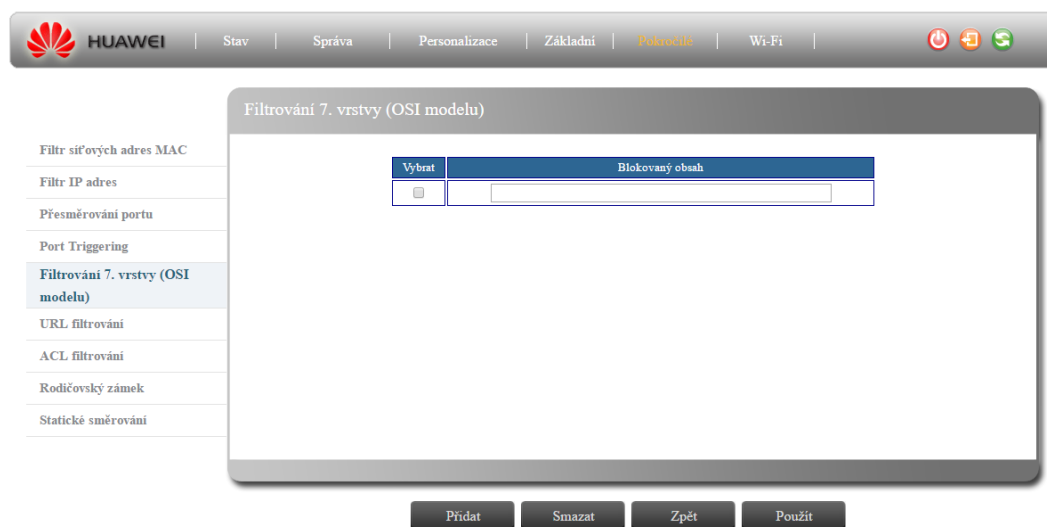 HUAWEI | Stav | Správa | Personalizace | Základní | Pokročilé | Wi-Fi |
Filtrování 7. vrstvy (OSI modelu)
Filtr síťových adres MAC
Filtr IP adres
Přesměrování portu
Port Triggering
Filtrování 7. vrstvy (OSI
modelu)
URL filtrování
ACL filtrování
Rodičovský zámek
Statické směrování
Vybrat Blokovaný obsah
Přidat Smazat Zpět Použít